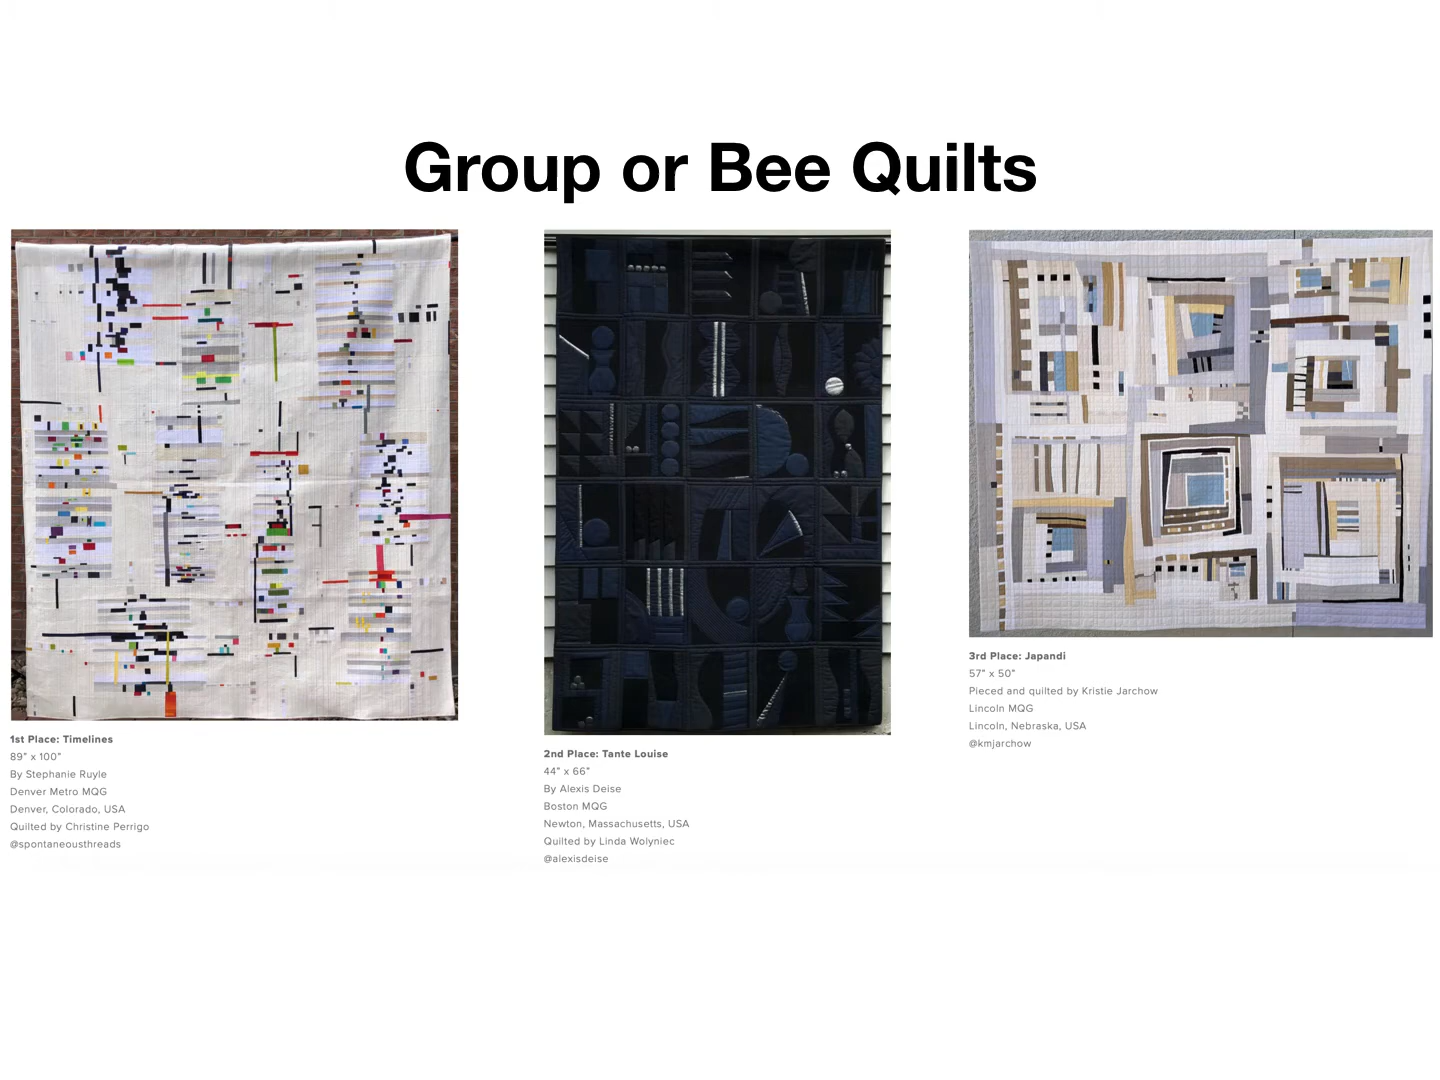 Group or Bee Quilts
1st Place: Timelines
89" x 100"
By Stephanie Ruyle
Denver Metro MQG
Denver, Colorado, USA
Quilted by Christine Perrigo
@spontaneousthreads
2nd Place: Tante Louise
44" x 66"
By Alexis Deise
Boston MQG
Newton, Massachusetts, USA
Quilted by Linda Wolyniec
@alexisdeise
3rd Place: Japandi
57" x 50"
Pieced and quilted by Kristie Jarchow
Lincoln MQG
Lincoln, Nebraska, USA
@kmjarchow